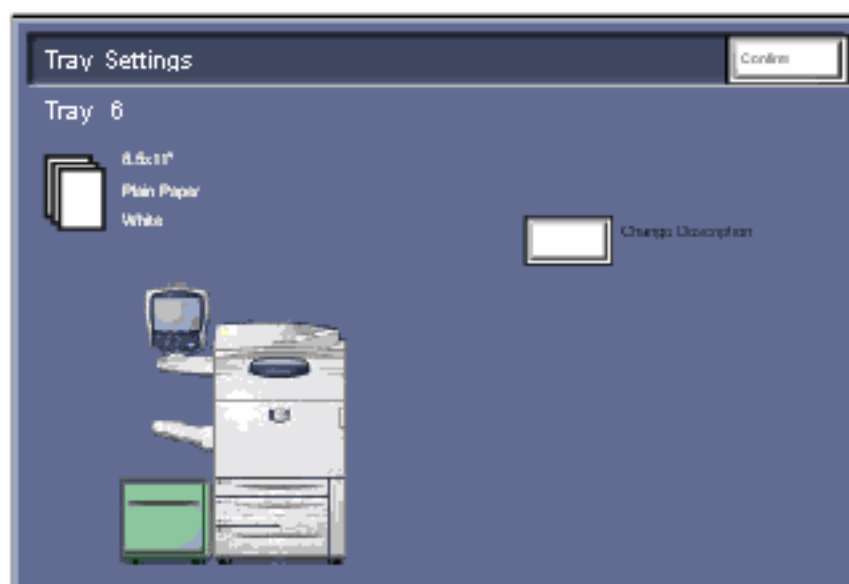 Tray Settings
Confirm
Tray 6
8.5x11"
Plain Paper
White
Change Description